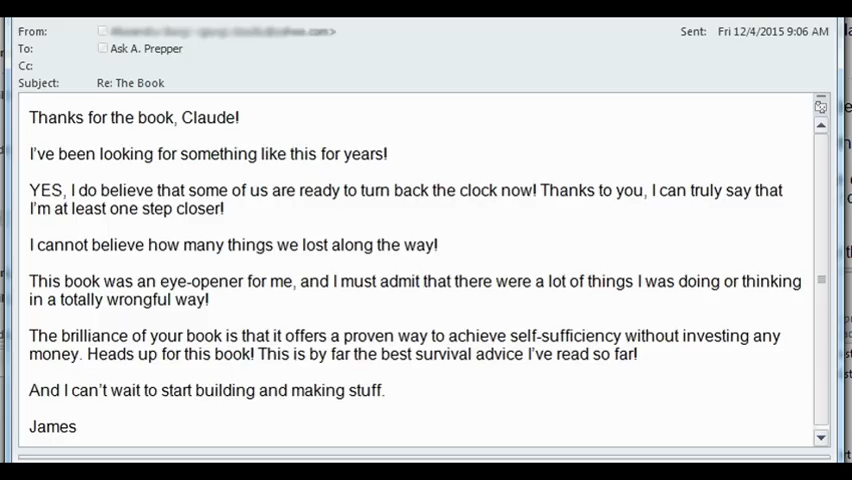 From:
Sent: Fri 12/4/2015 9:06 AM
To: Ask A. Prepper
Cc:
Subject: Re: The Book
Thanks for the book, Claude!
I've been looking for something like this for years!
YES, I do believe that some of us are ready to turn back the clock now! Thanks to you, I can truly say that
I'm at least one step closer!
I cannot believe how many things we lost along the way!
This book was an eye-opener for me, and I must admit that there were a lot of things I was doing or thinking
in a totally wrongful way!
The brilliance of your book is that it offers a proven way to achieve self-sufficiency without investing any
money. Heads up for this book! This is by far the best survival advice I've read so far!
And I can't wait to start building and making stuff.
James